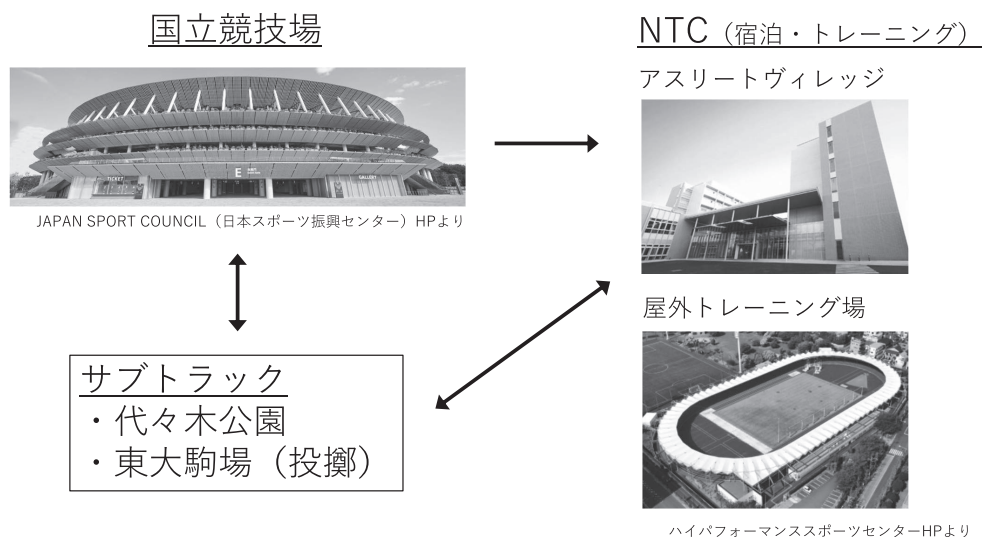 国立競技場
E
TICKET
GALLERY
JAPAN SPORT COUNCIL（日本スポーツ振興センター）HPより
サブトラック
・代々木公園
・東大駒場（投擲）
NTC（宿泊・トレーニング）
アスリートヴィレッジ
屋外トレーニング場
ハイパフォーマンススポーツセンターHPより